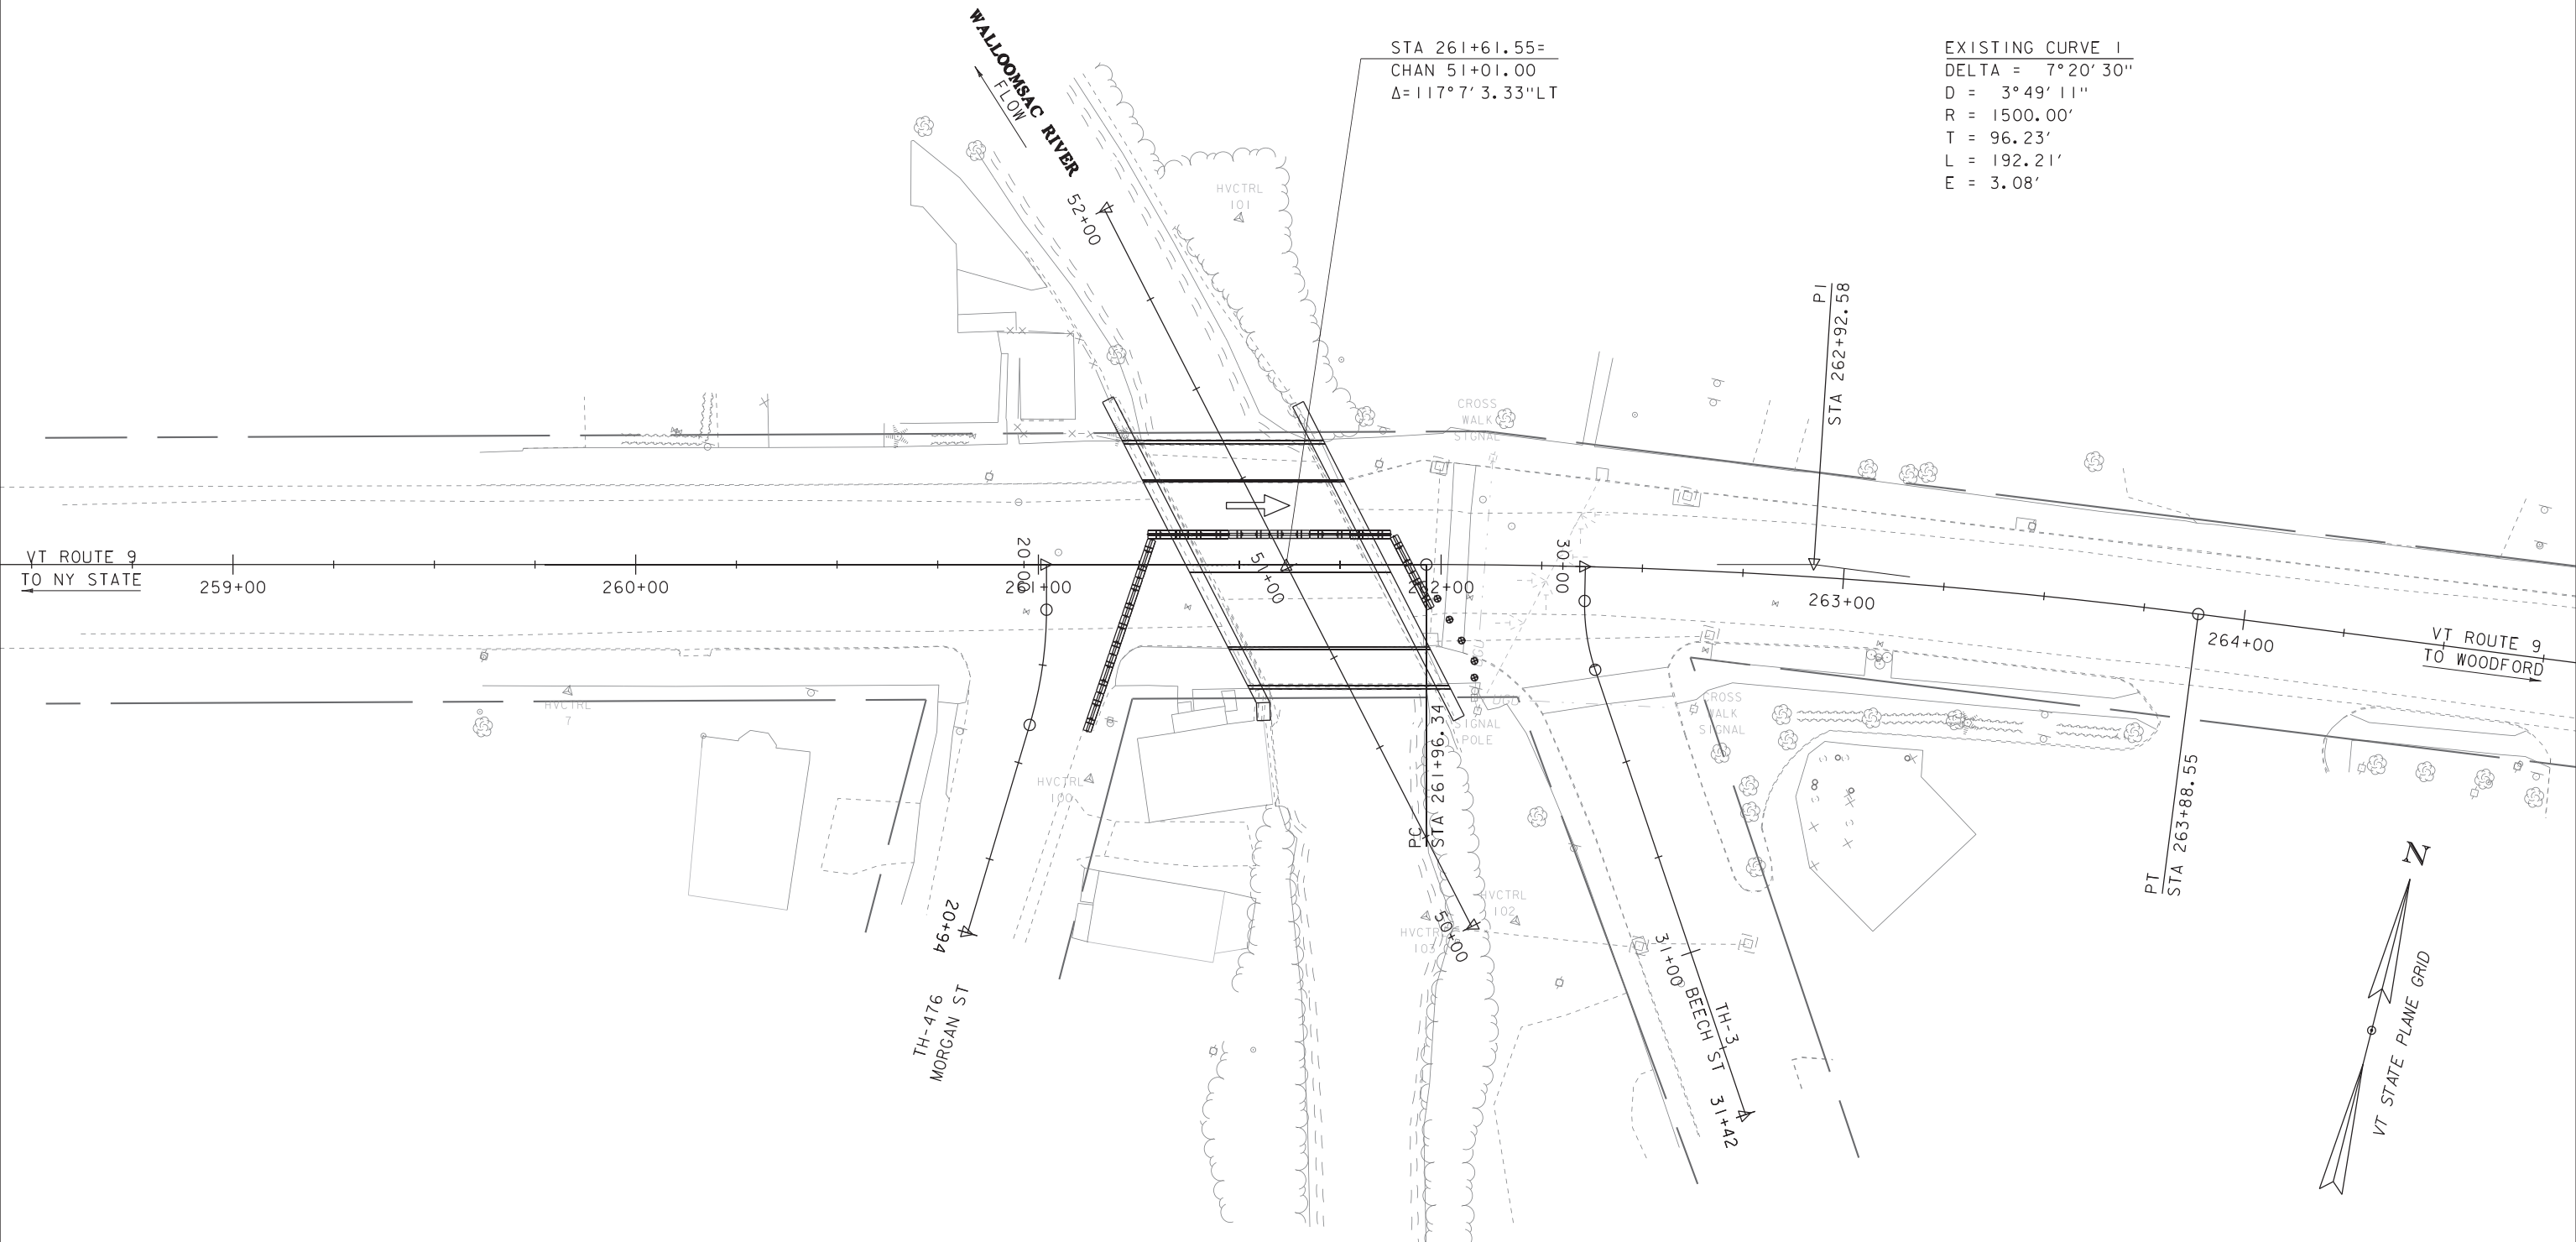 WALLOOMSAC RIVER
FLOW
STA 261+61.55=
CHAN 51+01.00
Δ=117°7'3.33"LT
EXISTING CURVE 1
DELTA = 7°20'30"
D = 3°49'11"
R = 1500.00'
T = 96.23'
L = 192.21'
E = 3.08'
HVCTRL
101
52+00
PI
STA 262+92.58
CROSS
WALK
SIGNAL
VT ROUTE 9
TO NY STATE
259+00
260+00
20+00
261+00
51+00
262+00
30+00
263+00
264+00
VT ROUTE 9
TO WOODFORD
HVCTRL
7
HVCTRL
100
SIGNAL
POLE
CROSS
WALK
SIGNAL
PC
STA 261+96.34
PT
STA 263+88.55
HVCTRL
102
HVCTRL
103
50+00
20+94
TH-476
MORGAN ST
31+00
BEECH ST
TH-3
31+42
N
VT STATE PLANE GRID